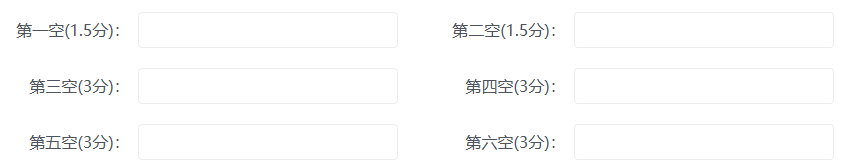 第一空(1.5分)： 第二空(1.5分)：
第三空(3分)： 第四空(3分)：
第五空(3分)： 第六空(3分)：